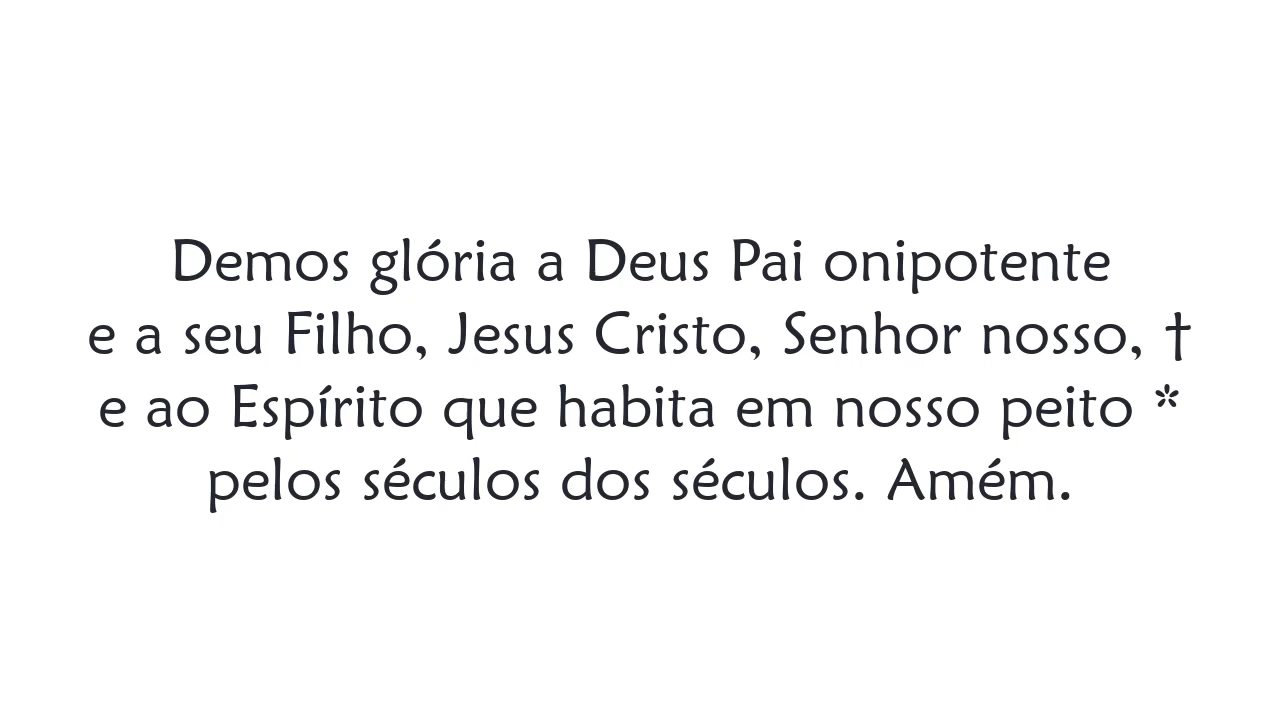 Demos glória a Deus Pai onipotente
e a seu Filho, Jesus Cristo, Senhor nosso, †
e ao Espírito que habita em nosso peito *
pelos séculos dos séculos. Amém.